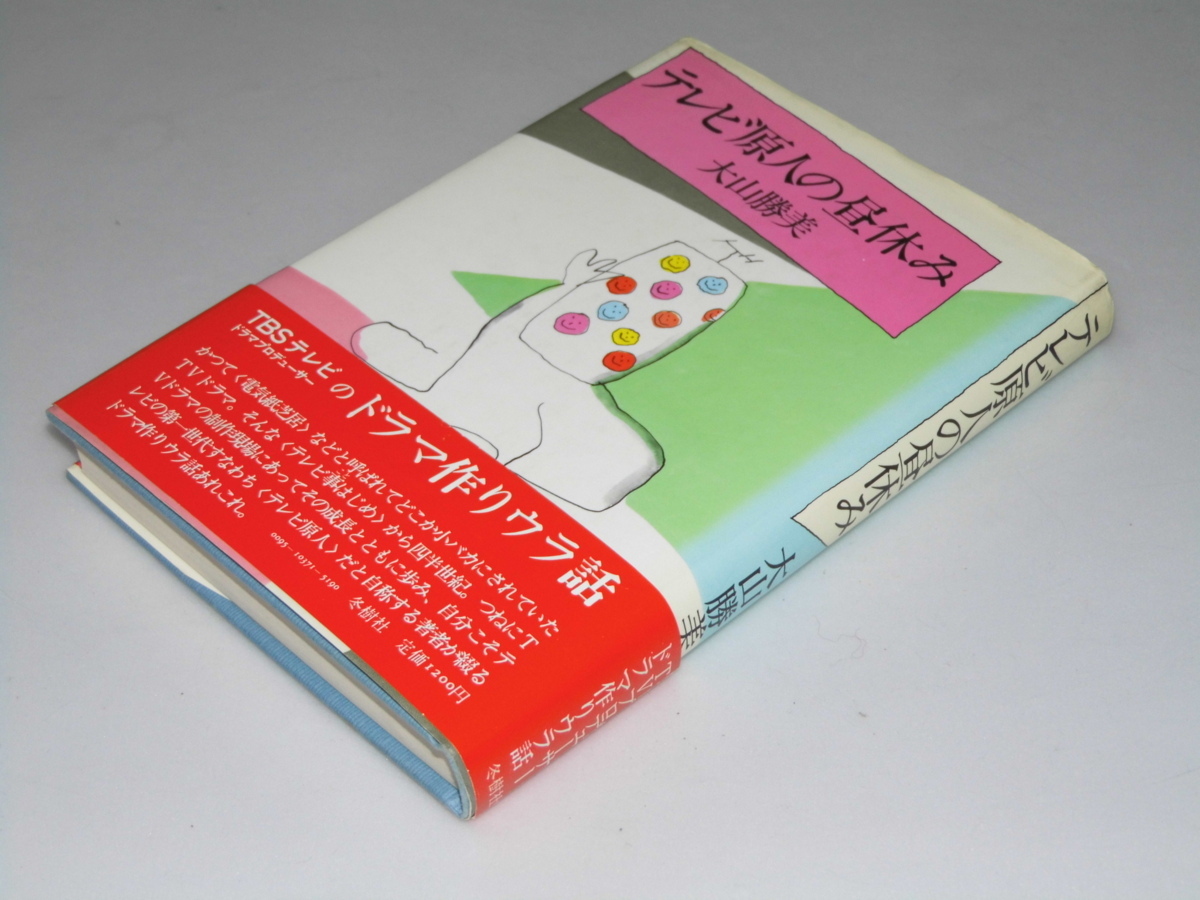 テレビ原人の昼休み
大山勝美
TBSテレビの
ドラマプロデューサー
ドラマ作りウラ話
かつて〈電気紙芝居〉などと呼ばれてどこか小バカにされていた
TVドラマ。そんな〈テレビ事はじめ〉から四半世紀。つねにT
Vドラマの制作現場にあってその成長とともに歩み、自分こそテ
レビの第一世代すなわち〈テレビ原人〉だと自称する著者が綴る
ドラマ作りウラ話あれこれ。
0095-10171-5190 冬樹社 定価1200円
テレビ原人の昼休み
大山勝美
TVプロデューサー
ドラマ作りウラ話
冬樹社